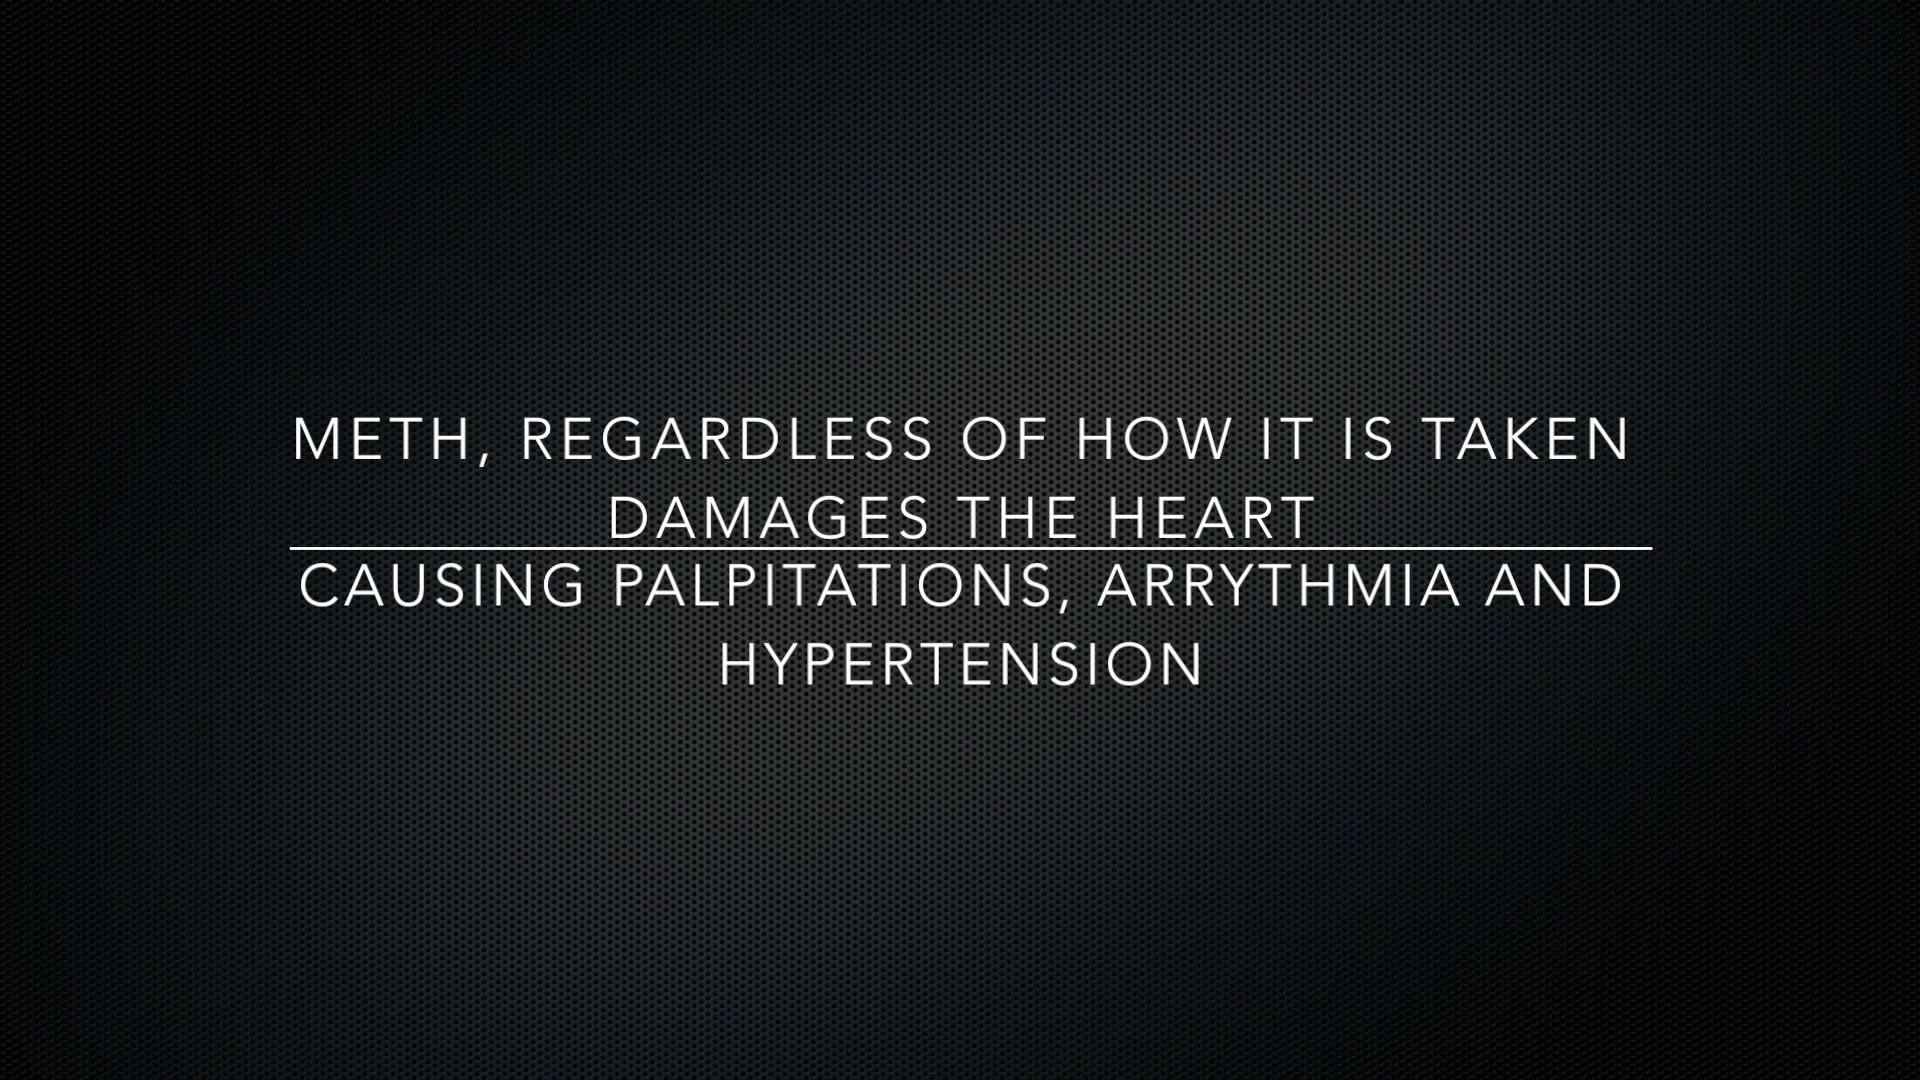 METH, REGARDLESS OF HOW IT IS TAKEN
DAMAGES THE HEART
CAUSING PALPITATIONS, ARRYTHMIA AND
HYPERTENSION